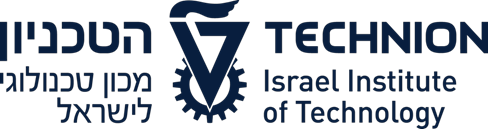 הטכניון
מכון טכנולוגי
לישראל
TECHNION
Israel Institute
of Technology